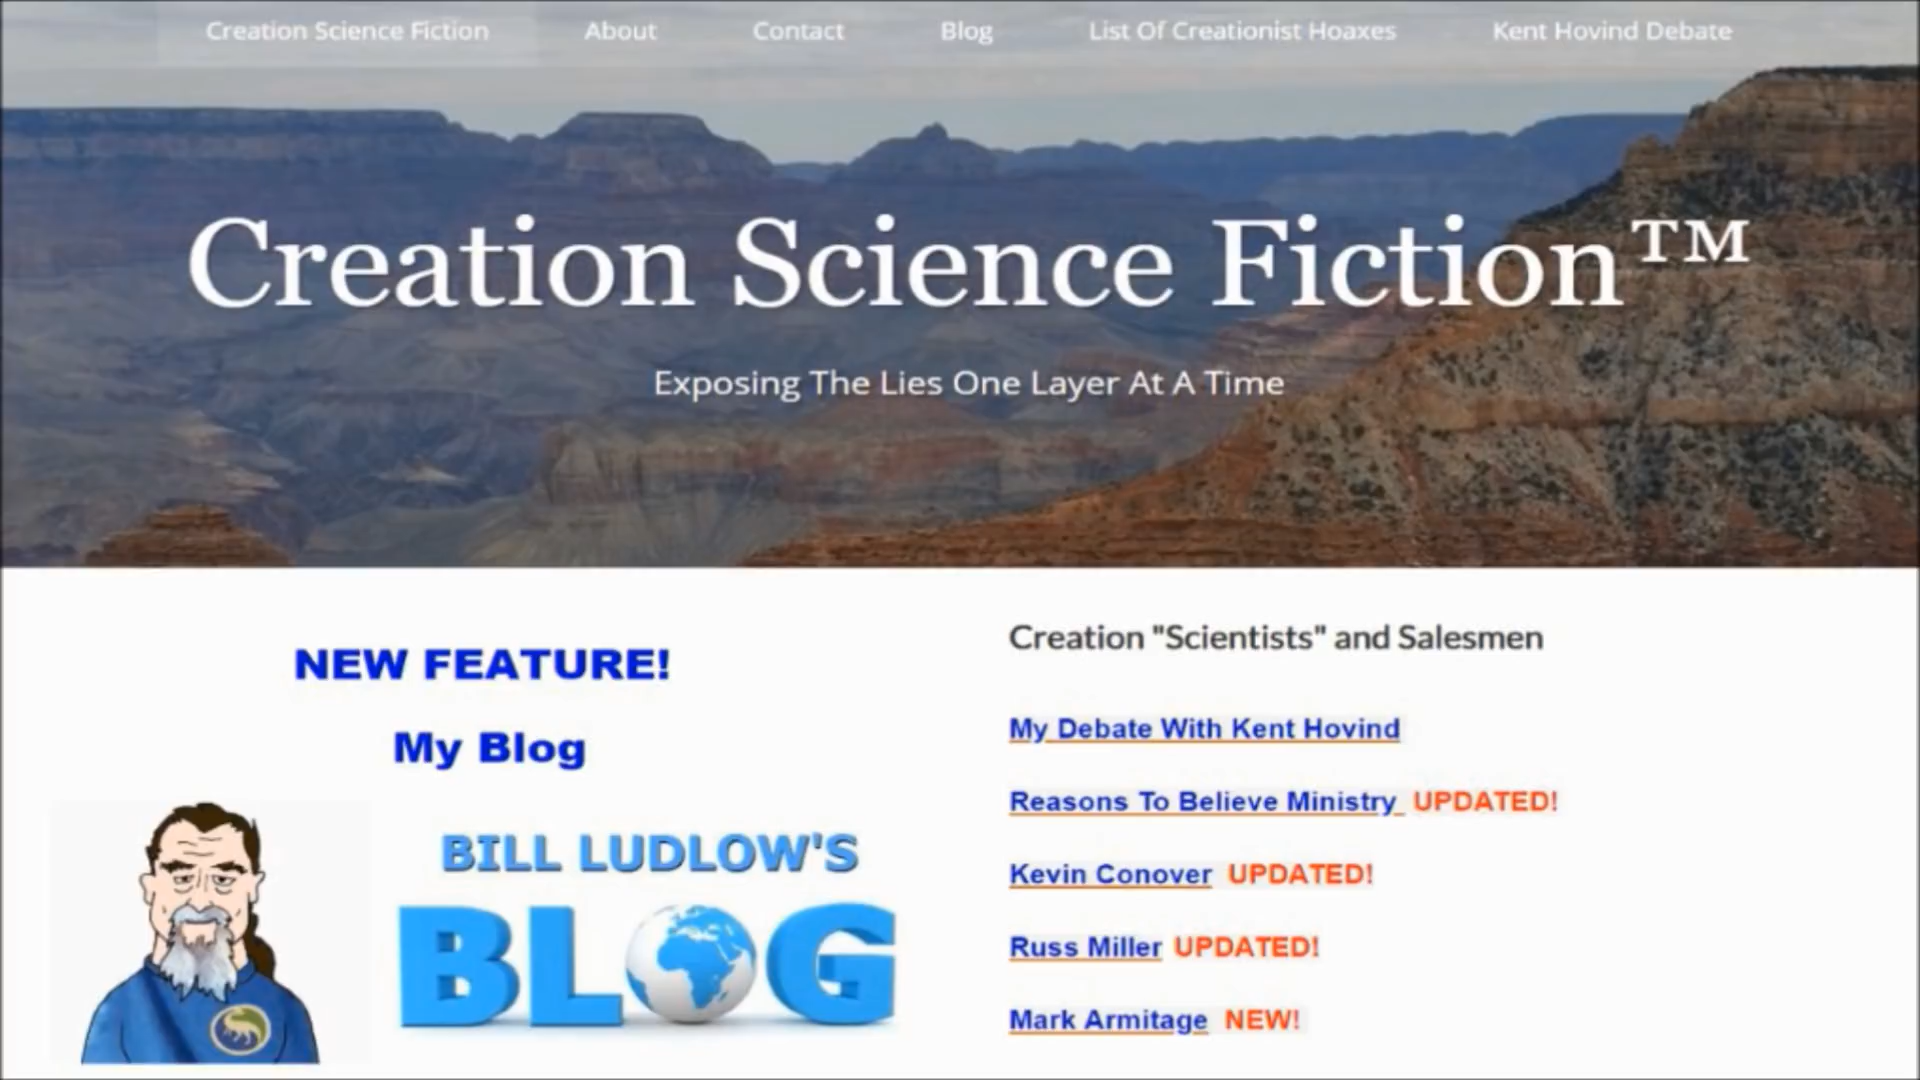 Creation Science Fiction About Contact Blog List Of Creationist Hoaxes Kent Hovind Debate
Creation Science Fiction™
Exposing The Lies One Layer At A Time
NEW FEATURE!
My Blog
BILL LUDLOW'S
BLOG
Creation "Scientists" and Salesmen
My Debate With Kent Hovind
Reasons To Believe Ministry UPDATED!
Kevin Conover UPDATED!
Russ Miller UPDATED!
Mark Armitage NEW!